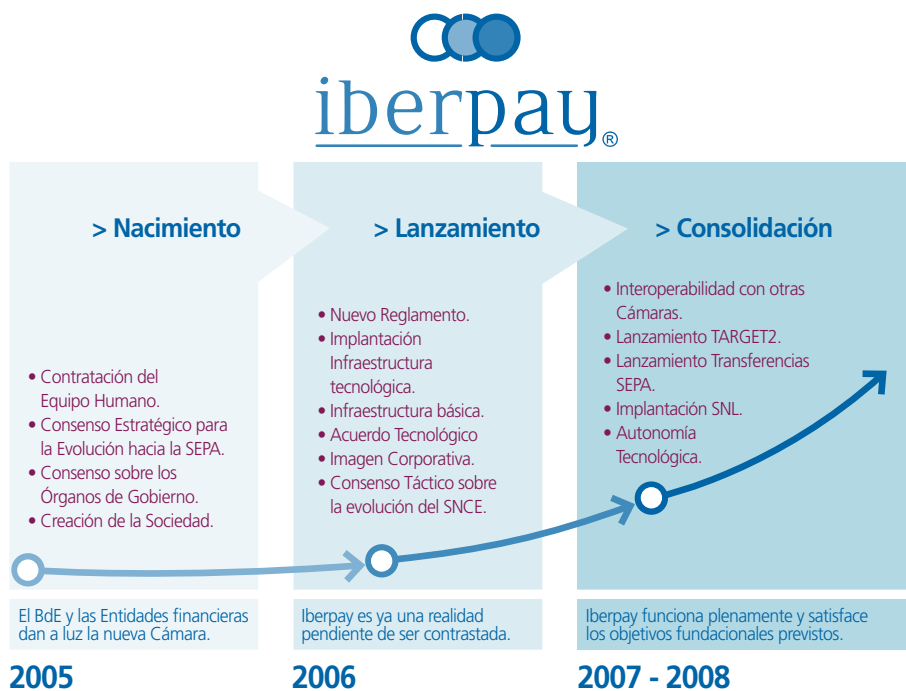 iberpay®
> Nacimiento
• Contratación del
Equipo Humano.
• Consenso Estratégico para
la Evolución hacia la SEPA.
• Consenso sobre los
Órganos de Gobierno.
• Creación de la Sociedad.
El BdE y las Entidades financieras
dan a luz la nueva Cámara.
2005
> Lanzamiento
• Nuevo Reglamento.
• Implantación
Infraestructura
tecnológica.
• Infraestructura básica.
• Acuerdo Tecnológico
• Imagen Corporativa.
• Consenso Táctico sobre
la evolución del SNCE.
Iberpay es ya una realidad
pendiente de ser contrastada.
2006
> Consolidación
• Interoperabilidad con otras
Cámaras.
• Lanzamiento TARGET2.
• Lanzamiento Transferencias
SEPA.
• Implantación SNL.
• Autonomía
Tecnológica.
Iberpay funciona plenamente y satisface
los objetivos fundacionales previstos.
2007 - 2008